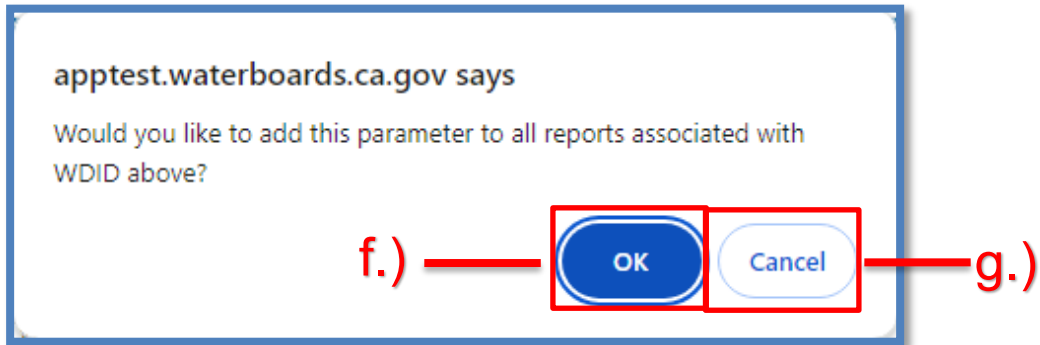 apptest.waterboards.ca.gov says
Would you like to add this parameter to all reports associated with
WDID above?
f.) OK Cancel g.)